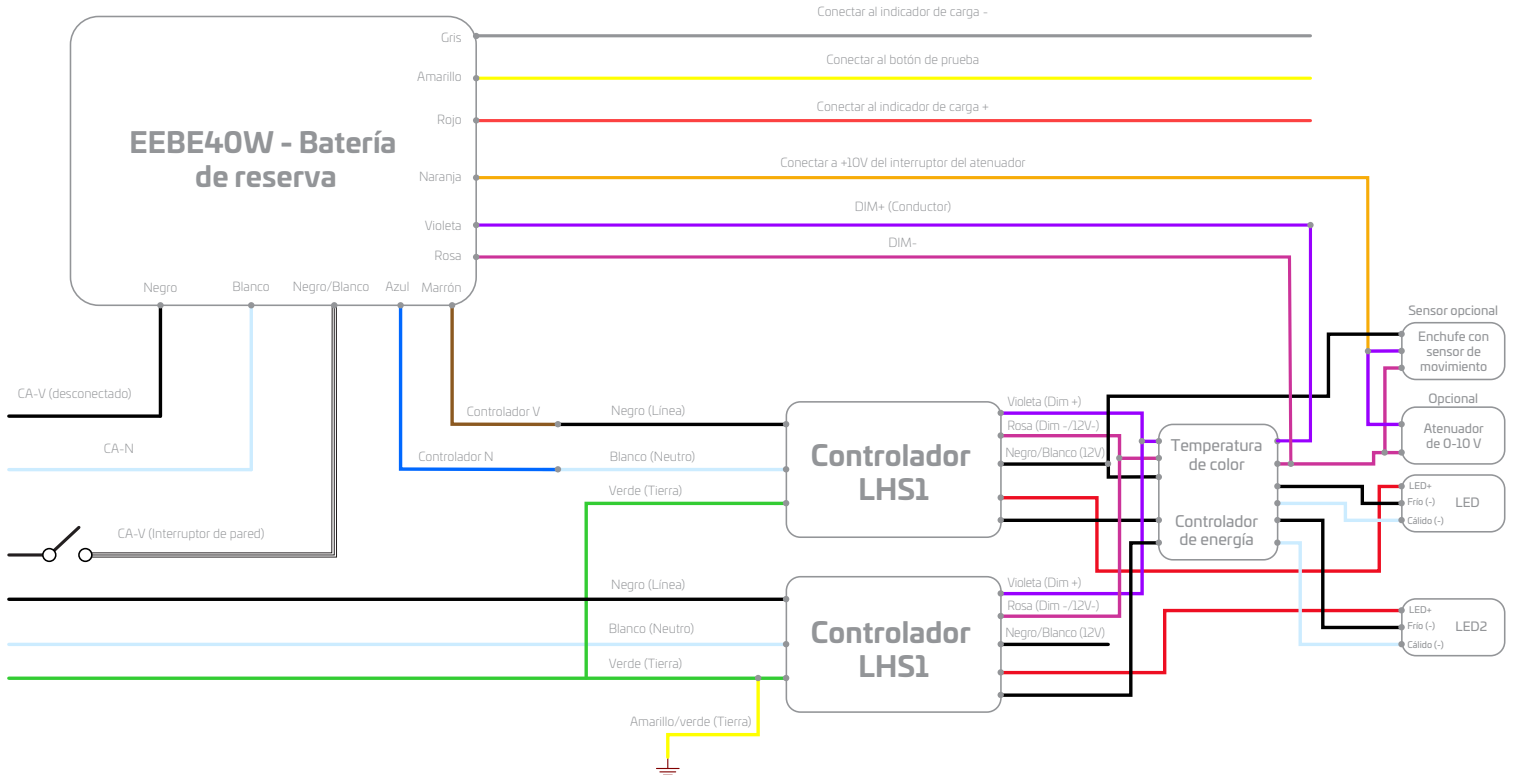 Conectar al indicador de carga -
Gris
Conectar al botón de prueba
Amarillo
Conectar al indicador de carga +
Rojo
EEBE40W - Batería
de reserva
Conectar a +10V del interruptor del atenuador
Naranja
DIM+ (Conductor)
Violeta
DIM-
Rosa
Negro
Blanco
Negro/Blanco
Azul
Marrón
Sensor opcional
Enchufe con
sensor de
movimiento
CA-V (desconectado)
Controlador V
Negro (Línea)
Violeta (Dim +)
Rosa (Dim -/12V-)
Negro/Blanco (12V)
Opcional
Atenuador
de 0-10 V
CA-N
Controlador N
Blanco (Neutro)
Verde (Tierra)
Controlador
LHS1
Temperatura
de color
Controlador
de energía
LED+
Frío (-)
Cálido (-)
LED
CA-V (Interruptor de pared)
Negro (Línea)
Blanco (Neutro)
Verde (Tierra)
Controlador
LHS1
Violeta (Dim +)
Rosa (Dim -/12V-)
Negro/Blanco (12V)
LED+
Frío (-)
Cálido (-)
LED2
Amarillo/verde (Tierra)